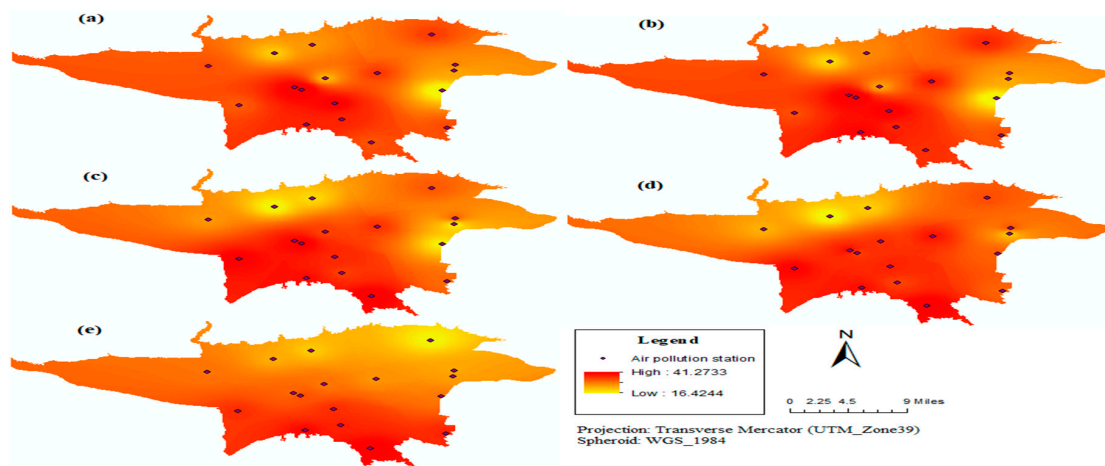 (a)
(b)
(c)
(d)
(e)
Legend
Air pollution station
High : 41.2733
Low : 16.4244
N
0 2.25 4.5 9 Miles
Projection: Transverse Mercator (UTM_Zone39)
Spheroid: WGS_1984